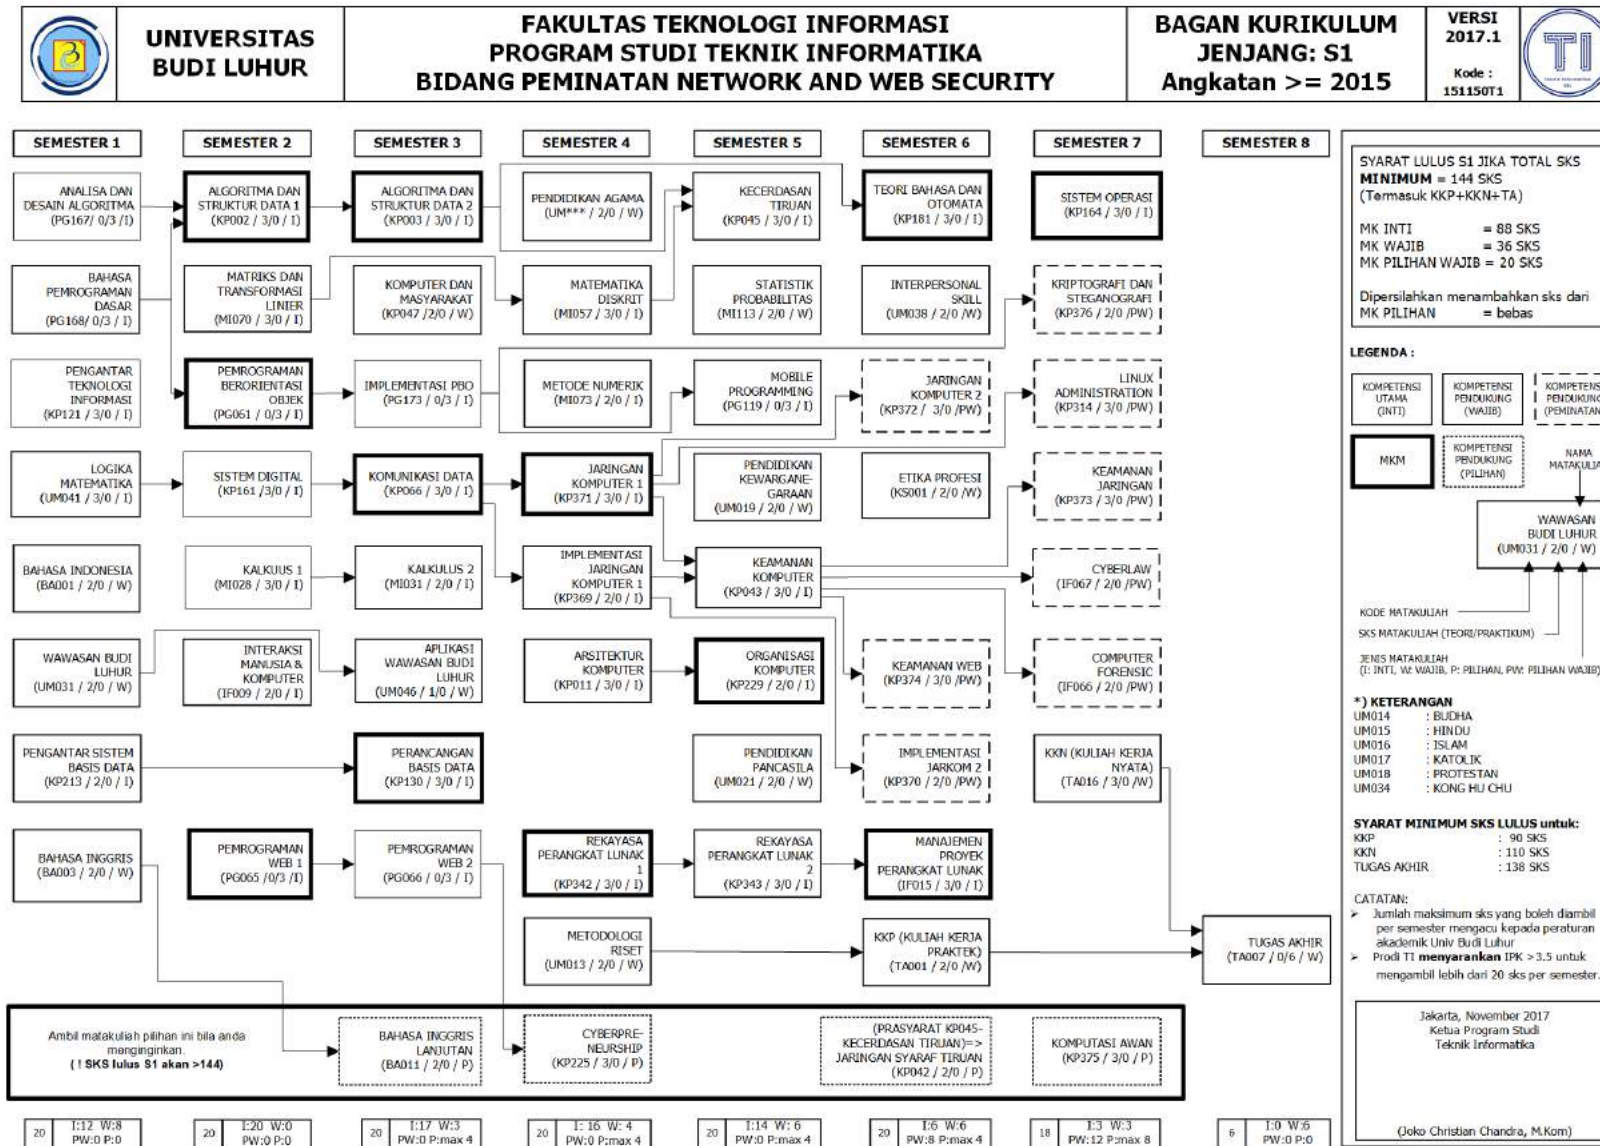 UNIVERSITAS
BUDI LUHUR
FAKULTAS TEKNOLOGI INFORMASI
PROGRAM STUDI TEKNIK INFORMATIKA
BIDANG PEMINATAN NETWORK AND WEB SECURITY
BAGAN KURIKULUM
JENJANG: S1
Angkatan >= 2015
VERSI
2017.1
Kode :
151150T1
TI
SEMESTER 1
ANALISA DAN
DESAIN ALGORITMA
(PG167/ 0/3 /I)
BAHASA
PEMROGRAMAN
DASAR
(PG168/ 0/3 / I)
PENGANTAR
TEKNOLOGI
INFORMASI
(KP121 / 3/0 / I)
LOGIKA
MATEMATIKA
(UM041 / 3/0 / I)
BAHASA INDONESIA
(BA001 / 2/0 / W)
WAWASAN BUDI
LUHUR
(UM031 / 2/0 / W)
PENGANTAR SISTEM
BASIS DATA
(KP213 / 2/0 / I)
BAHASA INGGRIS
(BA003 / 2/0 / W)
SEMESTER 2
ALGORITMA DAN
STRUKTUR DATA 1
(KP002 / 3/0 / I)
MATRIKS DAN
TRANSFORMASI
LINIER
(MI070 / 3/0 / I)
PEMROGRAMAN
BERORIENTASI
OBJEK
(PG061 / 0/3 / I)
SISTEM DIGITAL
(KP161 /3/0 / I)
KALKUUS 1
(MI028 / 3/0 / I)
INTERAKSI
MANUSIA &
KOMPUTER
(IF009 / 2/0 / I)
PEMROGRAMAN
WEB 1
(PG065 /0/3 /I)
SEMESTER 3
ALGORITMA DAN
STRUKTUR DATA 2
(KP003 / 3/0 / I)
KOMPUTER DAN
MASYARAKAT
(KP047 /2/0 / W)
IMPLEMENTASI PBO
(PG173 / 0/3 / I)
KOMUNIKASI DATA
(KP066 / 3/0 / I)
KALKULUS 2
(MI031 / 2/0 / I)
APLIKASI
WAWASAN BUDI
LUHUR
(UM046 / 1/0 / W)
PERANCANGAN
BASIS DATA
(KP130 / 3/0 / I)
PEMROGRAMAN
WEB 2
(PG066 / 0/3 / I)
SEMESTER 4
PENDIDIKAN AGAMA
(UM*** / 2/0 / W)
MATEMATIKA
DISKRIT
(MI057 / 3/0 / I)
METODE NUMERIK
(MI073 / 2/0 / I)
JARINGAN
KOMPUTER 1
(KP371 / 3/0 / I)
IMPLEMENTASI
JARINGAN
KOMPUTER 1
(KP369 / 2/0 / I)
ARSITEKTUR
KOMPUTER
(KP011 / 3/0 / I)
REKAYASA
PERANGKAT LUNAK
1
(KP342 / 3/0 / I)
METODOLOGI
RISET
(UM013 / 2/0 / W)
SEMESTER 5
KECERDASAN
TIRUAN
(KP045 / 3/0 / I)
STATISTIK
PROBABILITAS
(MI113 / 2/0 / W)
MOBILE
PROGRAMMING
(PG119 / 0/3 / I)
PENDIDIKAN
KEWARGANE-
GARAAN
(UM019 / 2/0 / W)
KEAMANAN
KOMPUTER
(KP043 / 3/0 / I)
ORGANISASI
KOMPUTER
(KP229 / 2/0 / I)
PENDIDIKAN
PANCASILA
(UM021 / 2/0 / W)
REKAYASA
PERANGKAT LUNAK
2
(KP343 / 3/0 / I)
SEMESTER 6
TEORI BAHASA DAN
OTOMATA
(KP181 / 3/0 / I)
INTERPERSONAL
SKILL
(UM038 / 2/0 /W)
JARINGAN
KOMPUTER 2
(KP372 / 3/0 /PW)
ETIKA PROFESI
(KS001 / 2/0 /W)
KEAMANAN WEB
(KP374 / 3/0 /PW)
IMPLEMENTASI
JARKOM 2
(KP370 / 2/0 /PW)
MANAJEMEN
PROYEK
PERANGKAT LUNAK
(IF015 / 3/0 / I)
KKP (KULIAH KERJA
PRAKTEK)
(TA001 / 2/0 /W)
SEMESTER 7
SISTEM OPERASI
(KP164 / 3/0 / I)
KRIPTOGRAFI DAN
STEGANOGRAFI
(KP376 / 2/0 /PW)
LINUX
ADMINISTRATION
(KP314 / 3/0 /PW)
KEAMANAN
JARINGAN
(KP373 / 3/0 /PW)
CYBERLAW
(IF067 / 2/0 /PW)
COMPUTER
FORENSIC
(IF066 / 2/0 /PW)
KKN (KULIAH KERJA
NYATA)
(TA016 / 3/0 /W)
SEMESTER 8
TUGAS AKHIR
(TA007 / 0/6 / W)
Ambil matakuliah pilihan ini bila anda
menginginkan.
( ! SKS lulus S1 akan >144)
BAHASA INGGRIS
LANJUTAN
(BA011 / 2/0 / P)
CYBERPRE-
NEURSHIP
(KP225 / 3/0 / P)
(PRASYARAT KP045-
KECERDASAN TIRUAN)=>
JARINGAN SYARAF TIRUAN
(KP042 / 2/0 / P)
KOMPUTASI AWAN
(KP375 / 3/0 / P)
20 I:12 W:8
PW:0 P:0
20 I:20 W:0
PW:0 P:0
20 I:17 W:3
PW:0 P:max 4
20 I: 16 W: 4
PW:0 P:max 4
20 I:14 W: 6
PW:0 P:max 4
20 I:6 W:6
PW:8 P:max 4
18 I:3 W:3
PW:12 P:max 8
6 I:0 W:6
PW:0 P:0
SYARAT LULUS S1 JIKA TOTAL SKS
MINIMUM = 144 SKS
(Termasuk KKP+KKN+TA)
MK INTI = 88 SKS
MK WAJIB = 36 SKS
MK PILIHAN WAJIB = 20 SKS
Dipersilahkan menambahkan sks dari
MK PILIHAN = bebas
LEGENDA :
KOMPETENSI
UTAMA
(INTI)
KOMPETENSI
PENDUKUNG
(WAJIB)
KOMPETENS
PENDUKUNG
(PEMINATAN
MKM
KOMPETENSI
PENDUKUNG
(PILIHAN)
NAMA
MATAKULIA
WAWASAN
BUDI LUHUR
(UM031 / 2/0 / W)
KODE MATAKULIAH
SKS MATAKULIAH (TEORI/PRAKTIKUM)
JENIS MATAKULIAH
(I: INTI, W: WAJIB, P: PILIHAN, PW: PILIHAN WAJIB)
*) KETERANGAN
UM014 : BUDHA
UM015 : HINDU
UM016 : ISLAM
UM017 : KATOLIK
UM018 : PROTESTAN
UM034 : KONG HU CHU
SYARAT MINIMUM SKS LULUS untuk:
KKP : 90 SKS
KKN : 110 SKS
TUGAS AKHIR : 138 SKS
CATATAN:
➢ Jumlah maksimum sks yang boleh diambil
per semester mengacu kepada peraturan
akademik Univ Budi Luhur
➢ Prodi TI menyarankan IPK >3.5 untuk
mengambil lebih dari 20 sks per semester.
Jakarta, November 2017
Ketua Program Studi
Teknik Informatika
(Joko Christian Chandra, M.Kom)